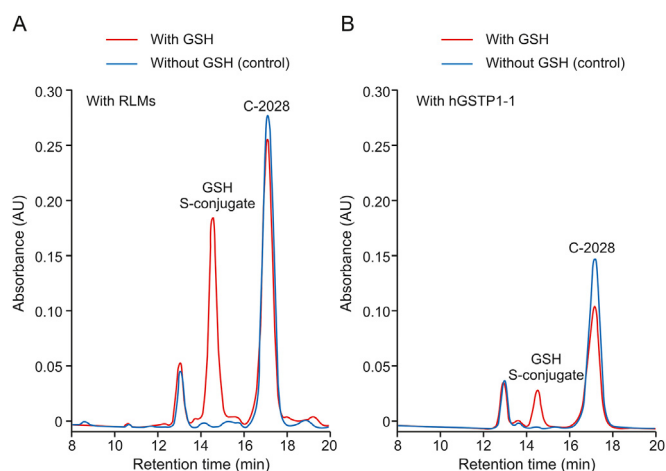 A
With GSH
Without GSH (control)
With RLMs
C-2028
GSH
S-conjugate
Absorbance (AU)
0.30
0.25
0.20
0.15
0.10
0.05
0
8 10 12 14 16 18 20
Retention time (min)
B
With GSH
Without GSH (control)
With hGSTP1-1
C-2028
GSH
S-conjugate
Absorbance (AU)
0.30
0.25
0.20
0.15
0.10
0.05
0
8 10 12 14 16 18 20
Retention time (min)